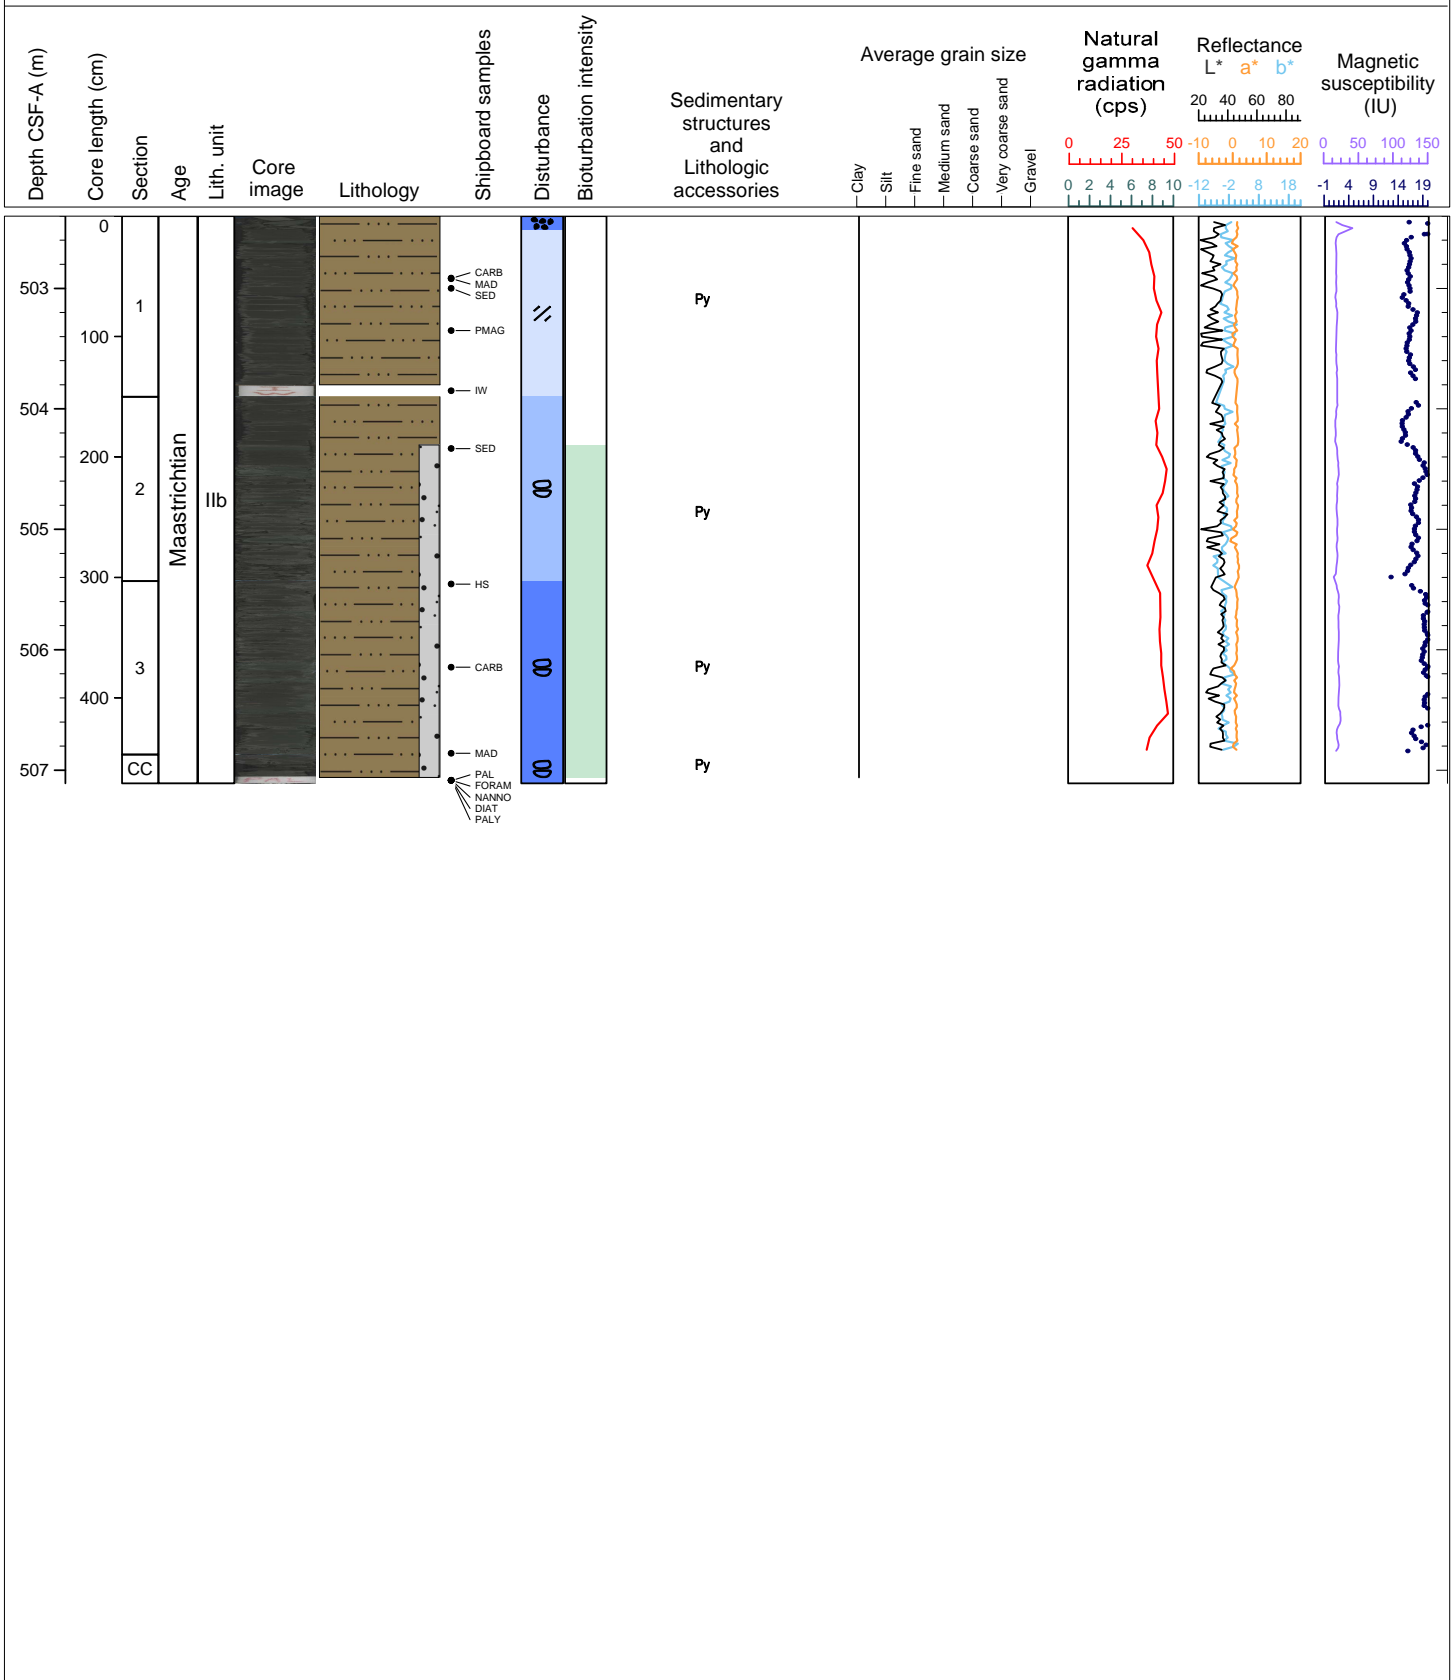 Depth CSF-A (m)
Core length (cm)
Section
Age
Lith. unit
Core
image
Lithology
Shipboard samples
Disturbance
Bioturbation intensity
Sedimentary
structures
and
Lithologic
accessories
Average grain size
Clay
Silt
Fine sand
Medium sand
Coarse sand
Very coarse sand
Gravel
Natural
gamma
radiation
(cps)
0 25 50
0 2 4 6 8 10
Reflectance
L* a* b*
20 40 60 80
-10 0 10 20
-12 -2 8 18
Magnetic
susceptibility
(IU)
0 50 100 150
-1 4 9 14 19
503
504
505
506
507
0
100
200
300
400
1
2
3
CC
Maastrichtian
IIb
CARB
MAD
SED
PMAG
IW
SED
HS
CARB
MAD
PAL
FORAM
NANNO
DIAT
PALY
Py
Py
Py
Py